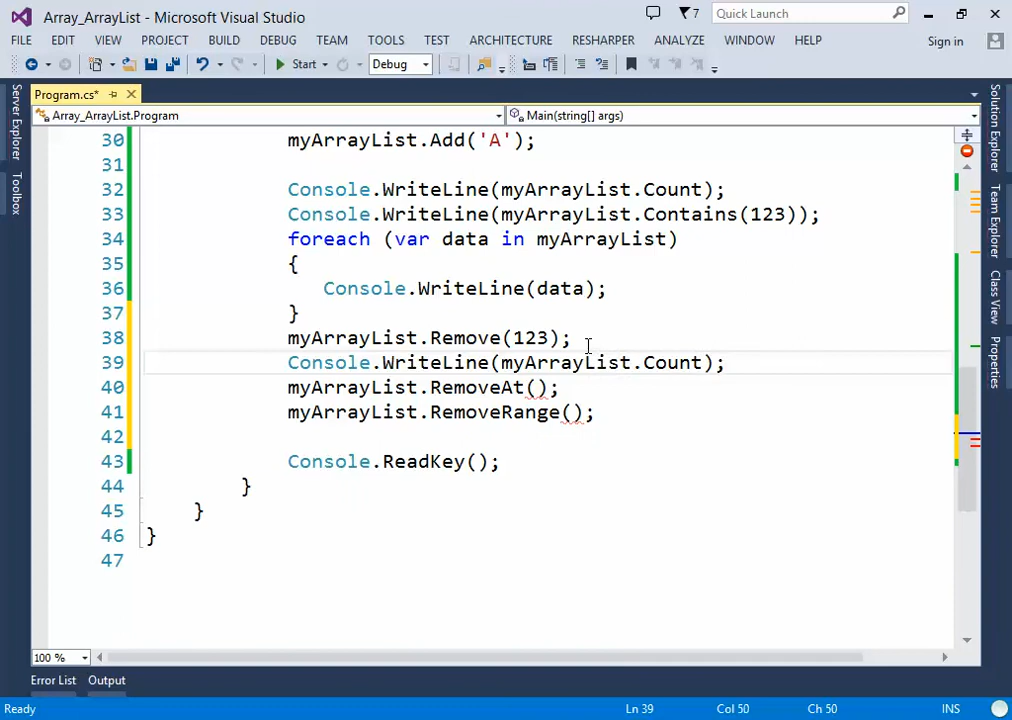 Array_ArrayList - Microsoft Visual Studio
7
Quick Launch
FILE EDIT VIEW PROJECT BUILD DEBUG TEAM TOOLS TEST ARCHITECTURE RESHARPER ANALYZE WINDOW HELP Sign in
Start Debug
Server Explorer
Toolbox
Program.cs*
Array_ArrayList.Program Main(string[] args)
30 myArrayList.Add('A');
31
32 Console.WriteLine(myArrayList.Count);
33 Console.WriteLine(myArrayList.Contains(123));
34 foreach (var data in myArrayList)
35 {
36 Console.WriteLine(data);
37 }
38 myArrayList.Remove(123);
39 Console.WriteLine(myArrayList.Count);
40 myArrayList.RemoveAt();
41 myArrayList.RemoveRange();
42
43 Console.ReadKey();
44 }
45 }
46 }
47
Solution Explorer
Team Explorer
Class View
Properties
100 %
Error List Output
Ready Ln 39 Col 50 Ch 50 INS